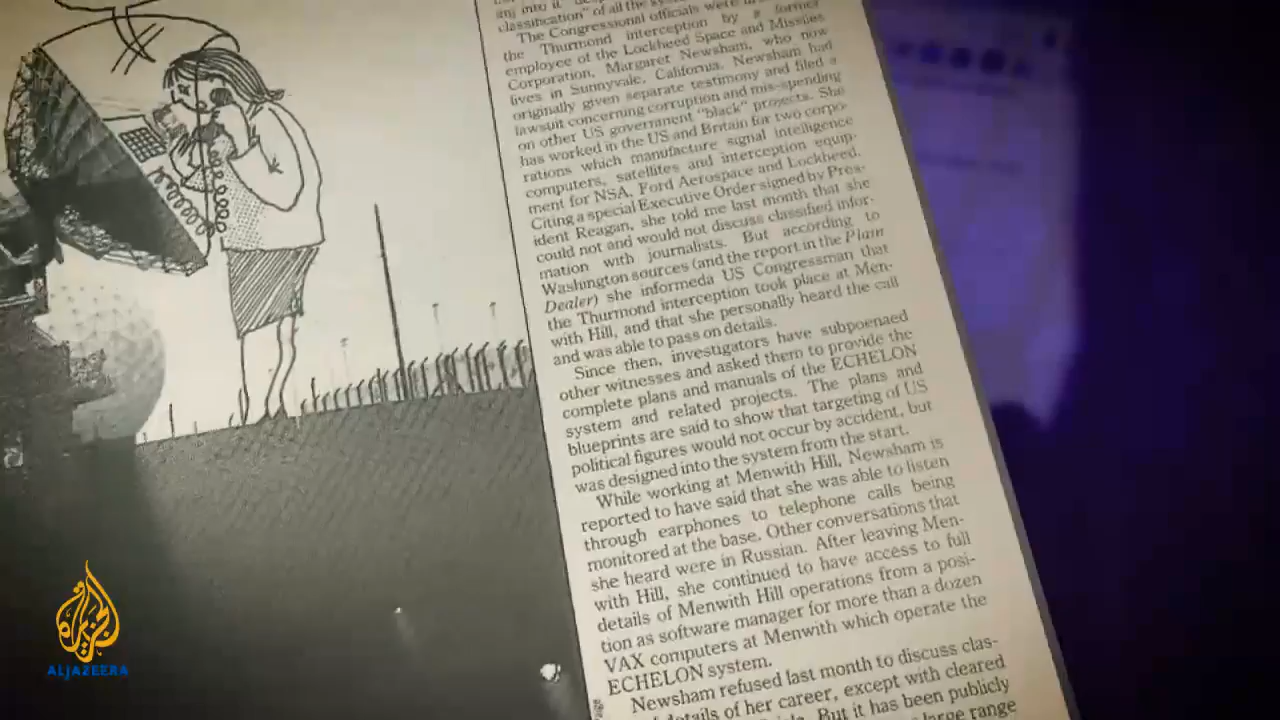 classification" of all the
The Congressional officials were
the Thurmond interception by a former
employee of the Lockheed Space and Missiles
Corporation, Margaret Newsham, who now
lives in Sunnyvale, California. Newsham had
originally given separate testimony and filed a
lawsuit concerning corruption and mis-spending
on other US government "black" projects. She
has worked in the US and Britain for two corpo-
rations which manufacture signal intelligence
computers, satellites and interception equip-
ment for NSA, Ford Aerospace and Lockheed.
Citing a special Executive Order signed by Pres-
ident Reagan, she told me last month that she
could not and would not discuss classified infor-
mation with journalists. But according to
Washington sources (and the report in the Plain
Dealer) she informeda US Congressman that
the Thurmond interception took place at Men-
with Hill, and that she personally heard the call
and was able to pass on details.
Since then, investigators have subpoenaed
other witnesses and asked them to provide the
complete plans and manuals of the ECHELON
system and related projects. The plans and
blueprints are said to show that targeting of US
political figures would not occur by accident, but
was designed into the system from the start.
While working at Menwith Hill, Newsham is
reported to have said that she was able to listen
through earphones to telephone calls being
monitored at the base. Other conversations that
she heard were in Russian. After leaving Men-
with Hill, she continued to have access to full
details of Menwith Hill operations from a posi-
tion as software manager for more than a dozen
VAX computers at Menwith which operate the
ECHELON system.
Newsham refused last month to discuss clas-
details of her career, except with cleared
But it has been publicly
large range
الجزيرة
ALJAZEERA